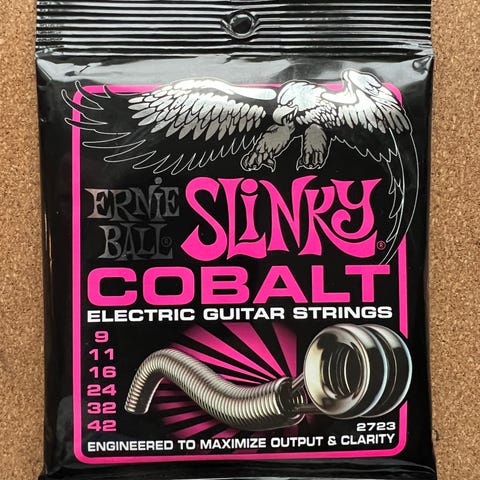 ERNIE BALL®
SLINKY®
COBALT
ELECTRIC GUITAR STRINGS
9
11
16
24
32
42
2723
ENGINEERED TO MAXIMIZE OUTPUT & CLARITY